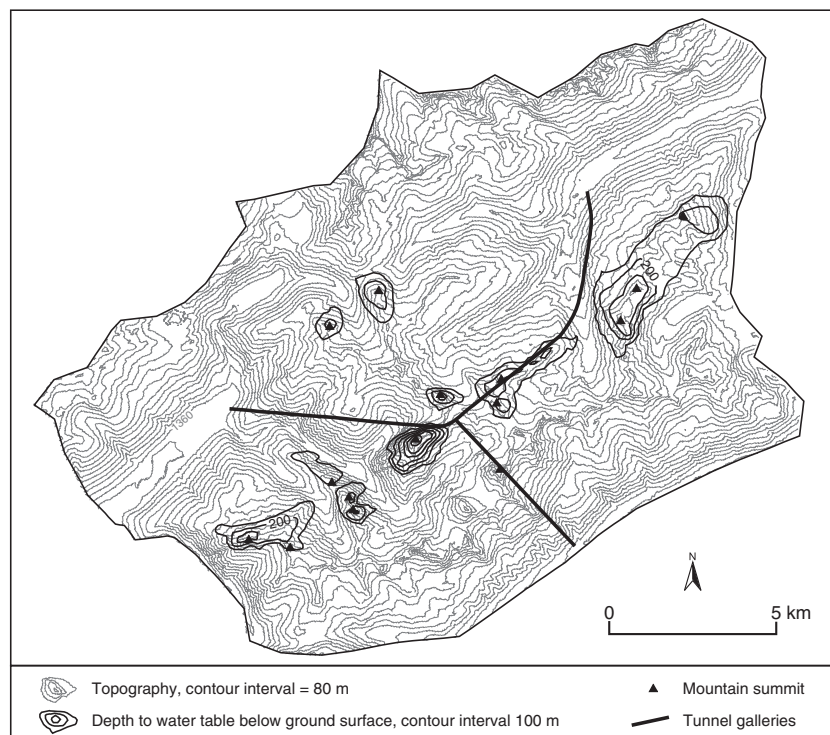 200
1360
200
N
0 5 km
Topography, contour interval = 80 m
Mountain summit
Depth to water table below ground surface, contour interval 100 m
Tunnel galleries